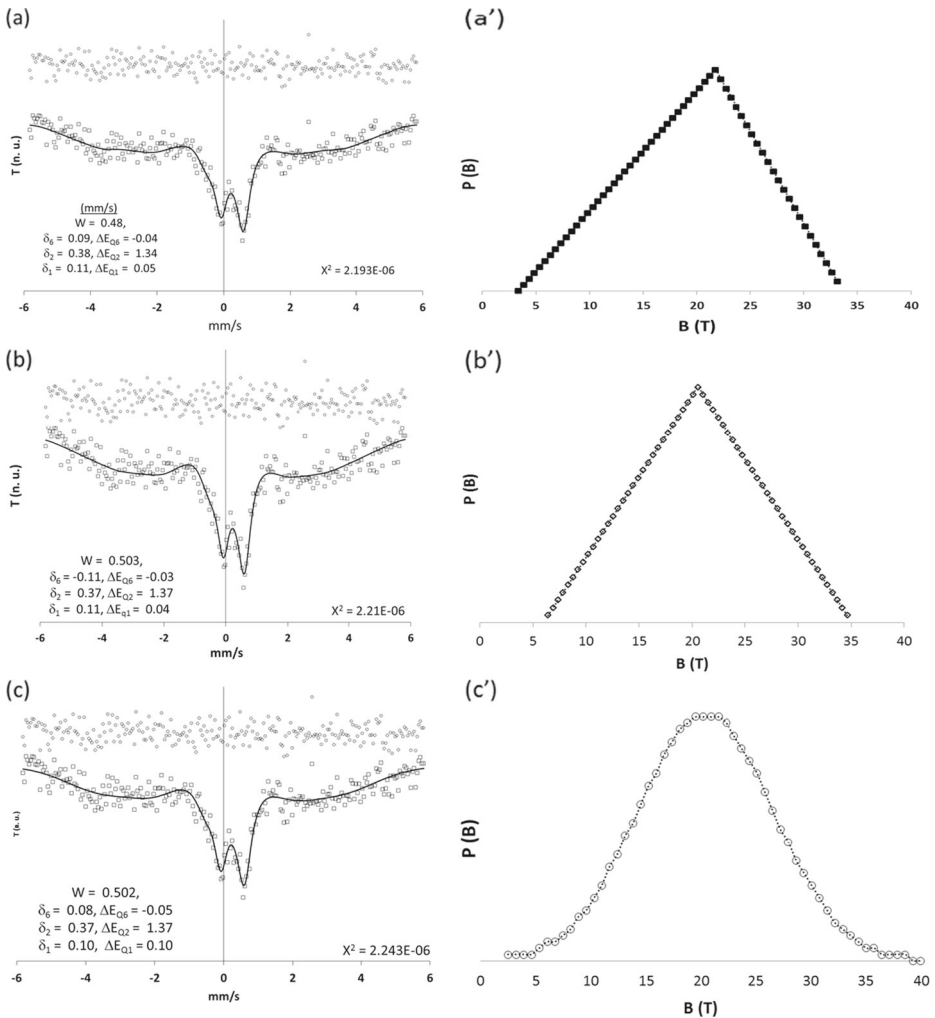 (a)
T (n. u.)
(mm/s)
W = 0.48,
δ6 = 0.09, ΔEQ6 = -0.04
δ2 = 0.38, ΔEQ2 = 1.34
δ1 = 0.11, ΔEQ1 = 0.05
X² = 2.193E-06
-6 -4 -2 0 2 4 6
mm/s
(a’)
P (B)
0 5 10 15 20 25 30 35 40
B (T)
(b)
T (n. u.)
W = 0.503,
δ6 = -0.11, ΔEQ6 = -0.03
δ2 = 0.37, ΔEQ2 = 1.37
δ1 = 0.11, ΔEQ1 = 0.04
X² = 2.21E-06
-6 -4 -2 0 2 4 6
mm/s
(b’)
P (B)
0 5 10 15 20 25 30 35 40
B (T)
(c)
T (n. u.)
W = 0.502,
δ6 = 0.08, ΔEQ6 = -0.05
δ2 = 0.37, ΔEQ2 = 1.37
δ1 = 0.10, ΔEQ1 = 0.10
X² = 2.243E-06
-6 -4 -2 0 2 4 6
mm/s
(c’)
P (B)
0 5 10 15 20 25 30 35 40
B (T)